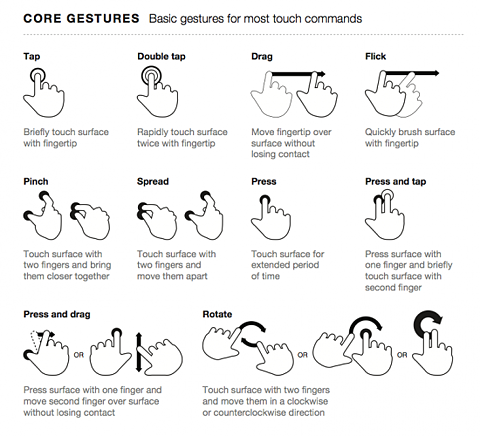 CORE GESTURES Basic gestures for most touch commands
Tap
Briefly touch surface
with fingertip
Double tap
Rapidly touch surface
twice with fingertip
Drag
Move fingertip over
surface without
losing contact
Flick
Quickly brush surface
with fingertip
Pinch
Touch surface with
two fingers and bring
them closer together
Spread
Touch surface with
two fingers and
move them apart
Press
Touch surface for
extended period
of time
Press and tap
Press surface with
one finger and briefly
touch surface with
second finger
Press and drag
OR
Press surface with one finger and
move second finger over surface
without losing contact
Rotate
OR
OR
Touch surface with two fingers
and move them in a clockwise
or counterclockwise direction